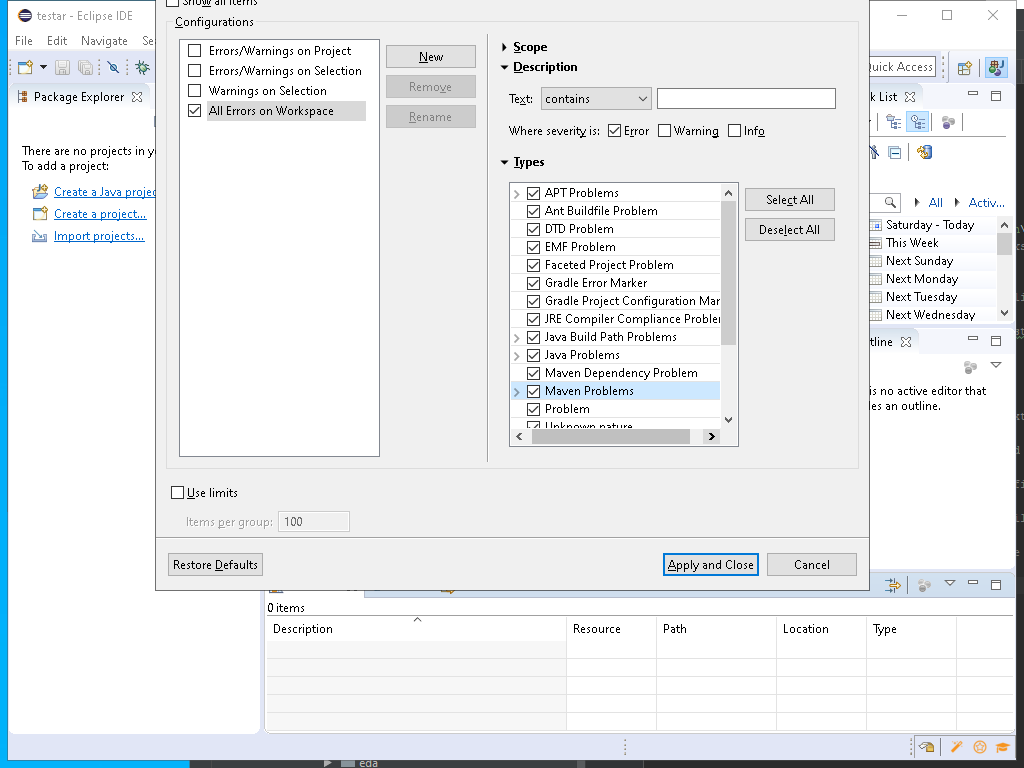 testar - Eclipse IDE
Show all items
File Edit Navigate Se
Configurations
Errors/Warnings on Project
Errors/Warnings on Selection
Warnings on Selection
All Errors on Workspace
New
Remove
Rename
Scope
Description
Text: contains
Where severity is: Error Warning Info
Types
APT Problems
Ant Buildfile Problem
DTD Problem
EMF Problem
Faceted Project Problem
Gradle Error Marker
Gradle Project Configuration Mar
JRE Compiler Compliance Probler
Java Build Path Problems
Java Problems
Maven Dependency Problem
Maven Problems
Problem
Unknown nature
Select All
Deselect All
Use limits
Items per group: 100
Restore Defaults
Apply and Close
Cancel
Package Explorer
There are no projects in y
To add a project:
Create a Java projec
Create a project...
Import projects...
Quick Access
k List
All Activ...
Saturday - Today
This Week
Next Sunday
Next Monday
Next Tuesday
Next Wednesday
tline
is no active editor that
es an outline.
0 items
Description Resource Path Location Type
eda